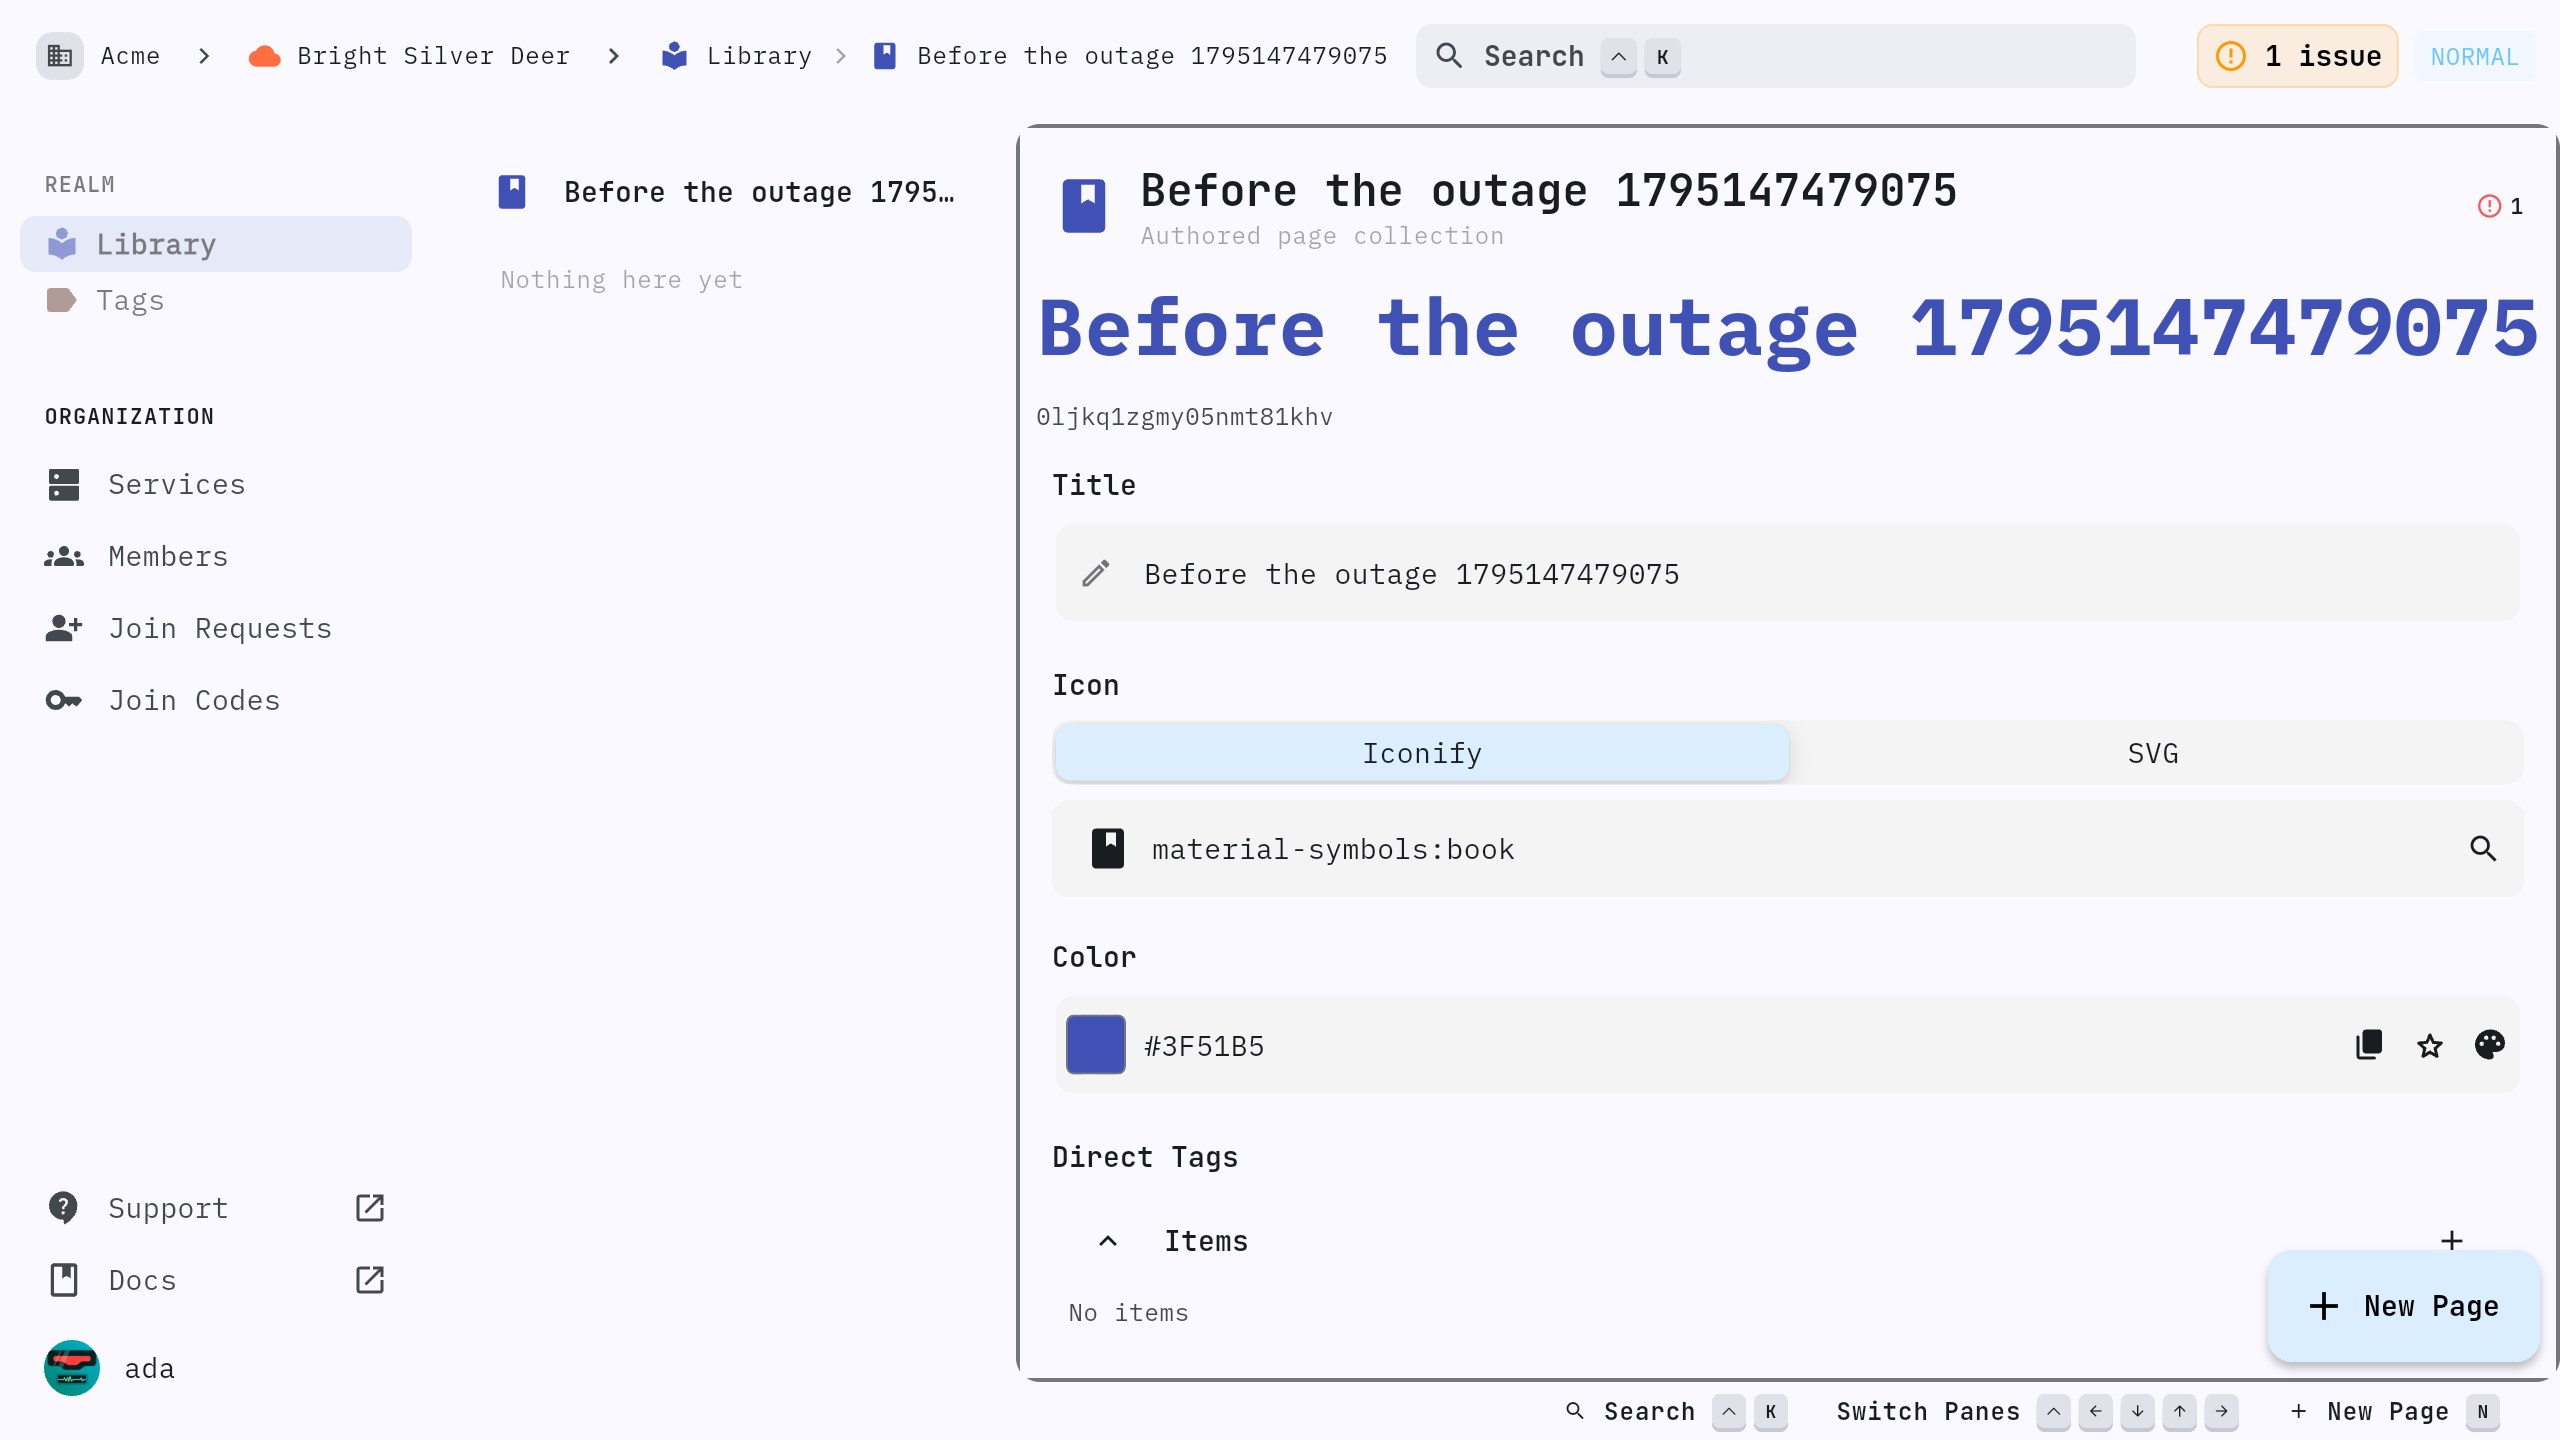 Acme
Bright Silver Deer
Library
Before the outage 1795147479075
Search
K
1 issue
NORMAL
REALM
Library
Tags
ORGANIZATION
Services
Members
Join Requests
Join Codes
Support
Docs
ada
Before the outage 1795…
Nothing here yet
Before the outage 1795147479075
Authored page collection
1
Before the outage 1795147479075
0ljkq1zgmy05nmt81khv
Title
Before the outage 1795147479075
Icon
Iconify
SVG
material-symbols:book
Color
#3F51B5
Direct Tags
Items
No items
New Page
Search K
Switch Panes ← ↓ ↑ →
New Page N